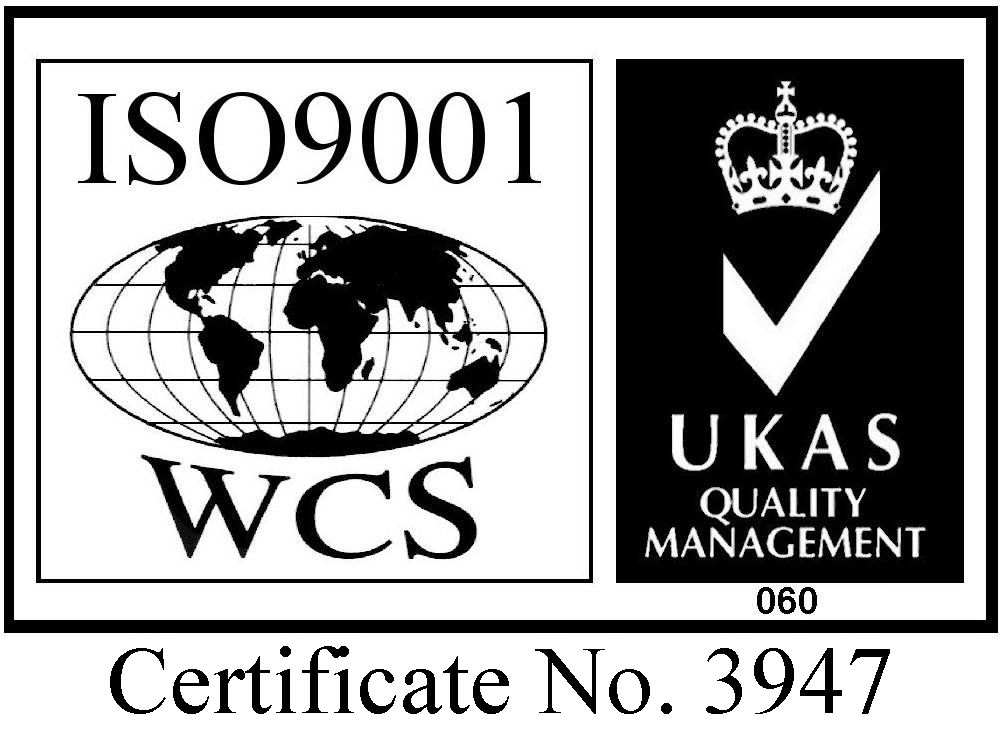 ISO9001
WCS
UKAS
QUALITY
MANAGEMENT
060
Certificate No. 3947